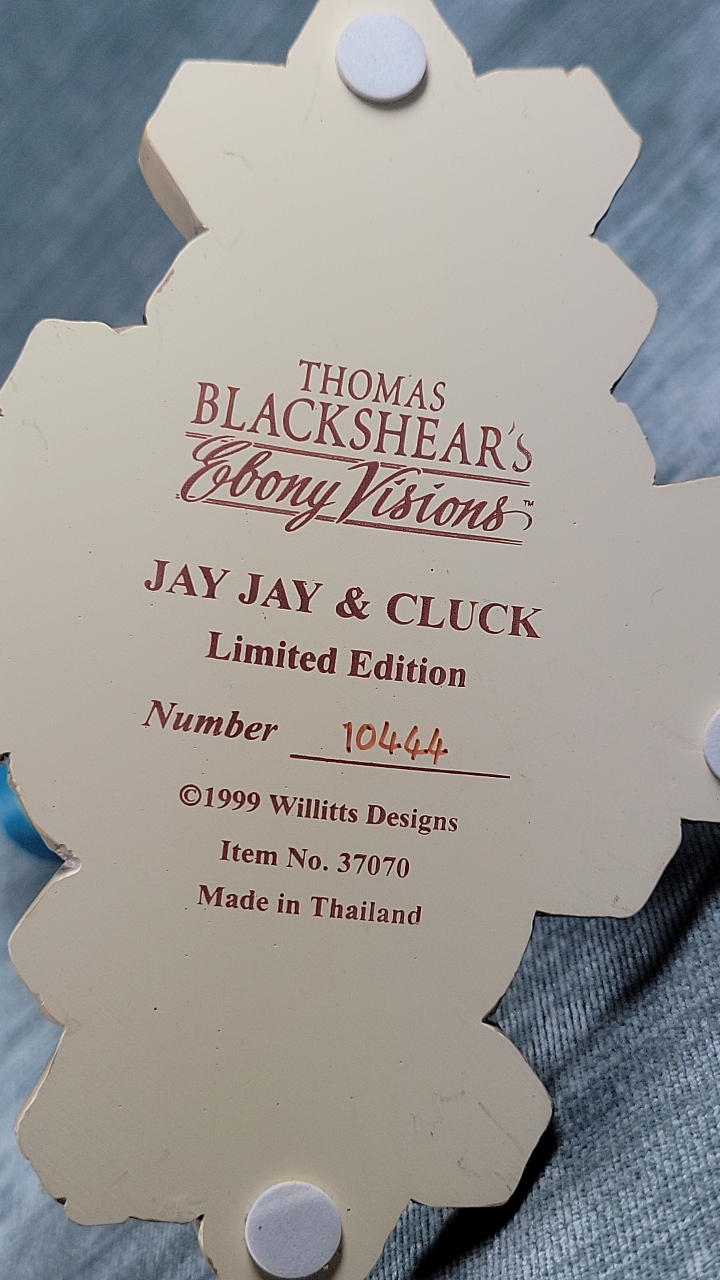 THOMAS
BLACKSHEAR'S
Ebony Visions™
JAY JAY & CLUCK
Limited Edition
Number 10444
©1999 Willitts Designs
Item No. 37070
Made in Thailand